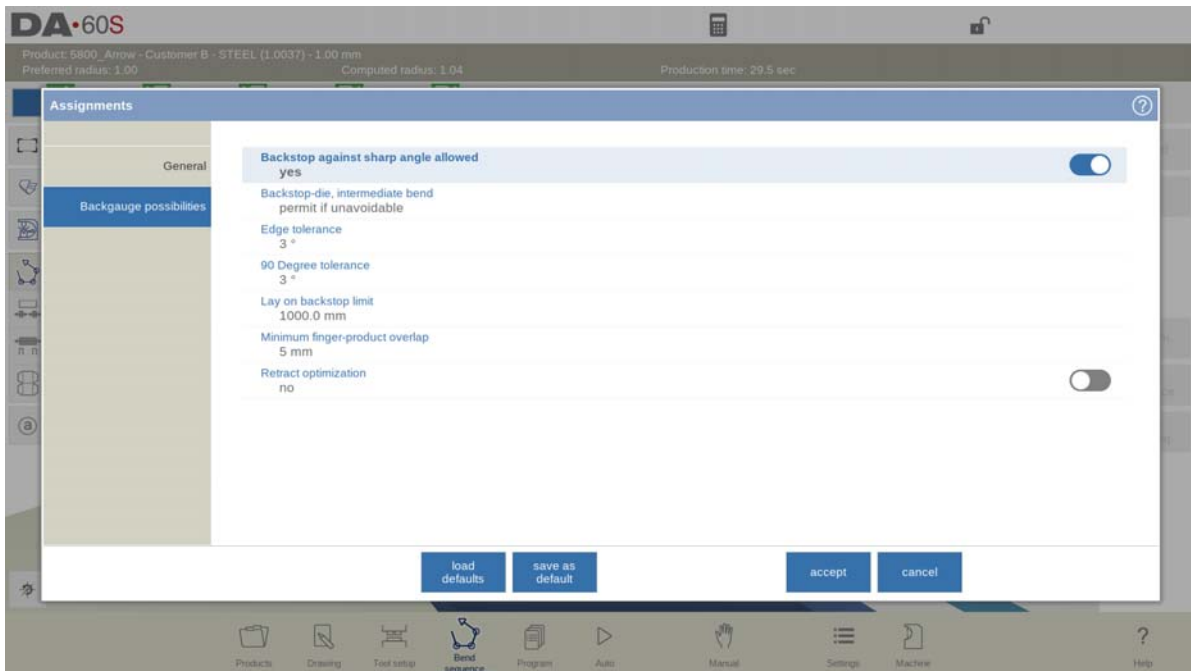 DA•60S
Product: 5800_Arrow - Customer B - STEEL (1.0037) - 1.00 mm
Preferred radius: 1.00 Computed radius: 1.04 Production time: 29.5 sec
Assignments
General
Backgauge possibilities
Backstop against sharp angle allowed
yes
Backstop-die, intermediate bend
permit if unavoidable
Edge tolerance
3 °
90 Degree tolerance
3 °
Lay on backstop limit
1000.0 mm
Minimum finger-product overlap
5 mm
Retract optimization
no
a
load
defaults
save as
default
accept
cancel
Products
Drawing
Tool setup
Bend
sequence
Program
Auto
Manual
Settings
Machine
?
Help